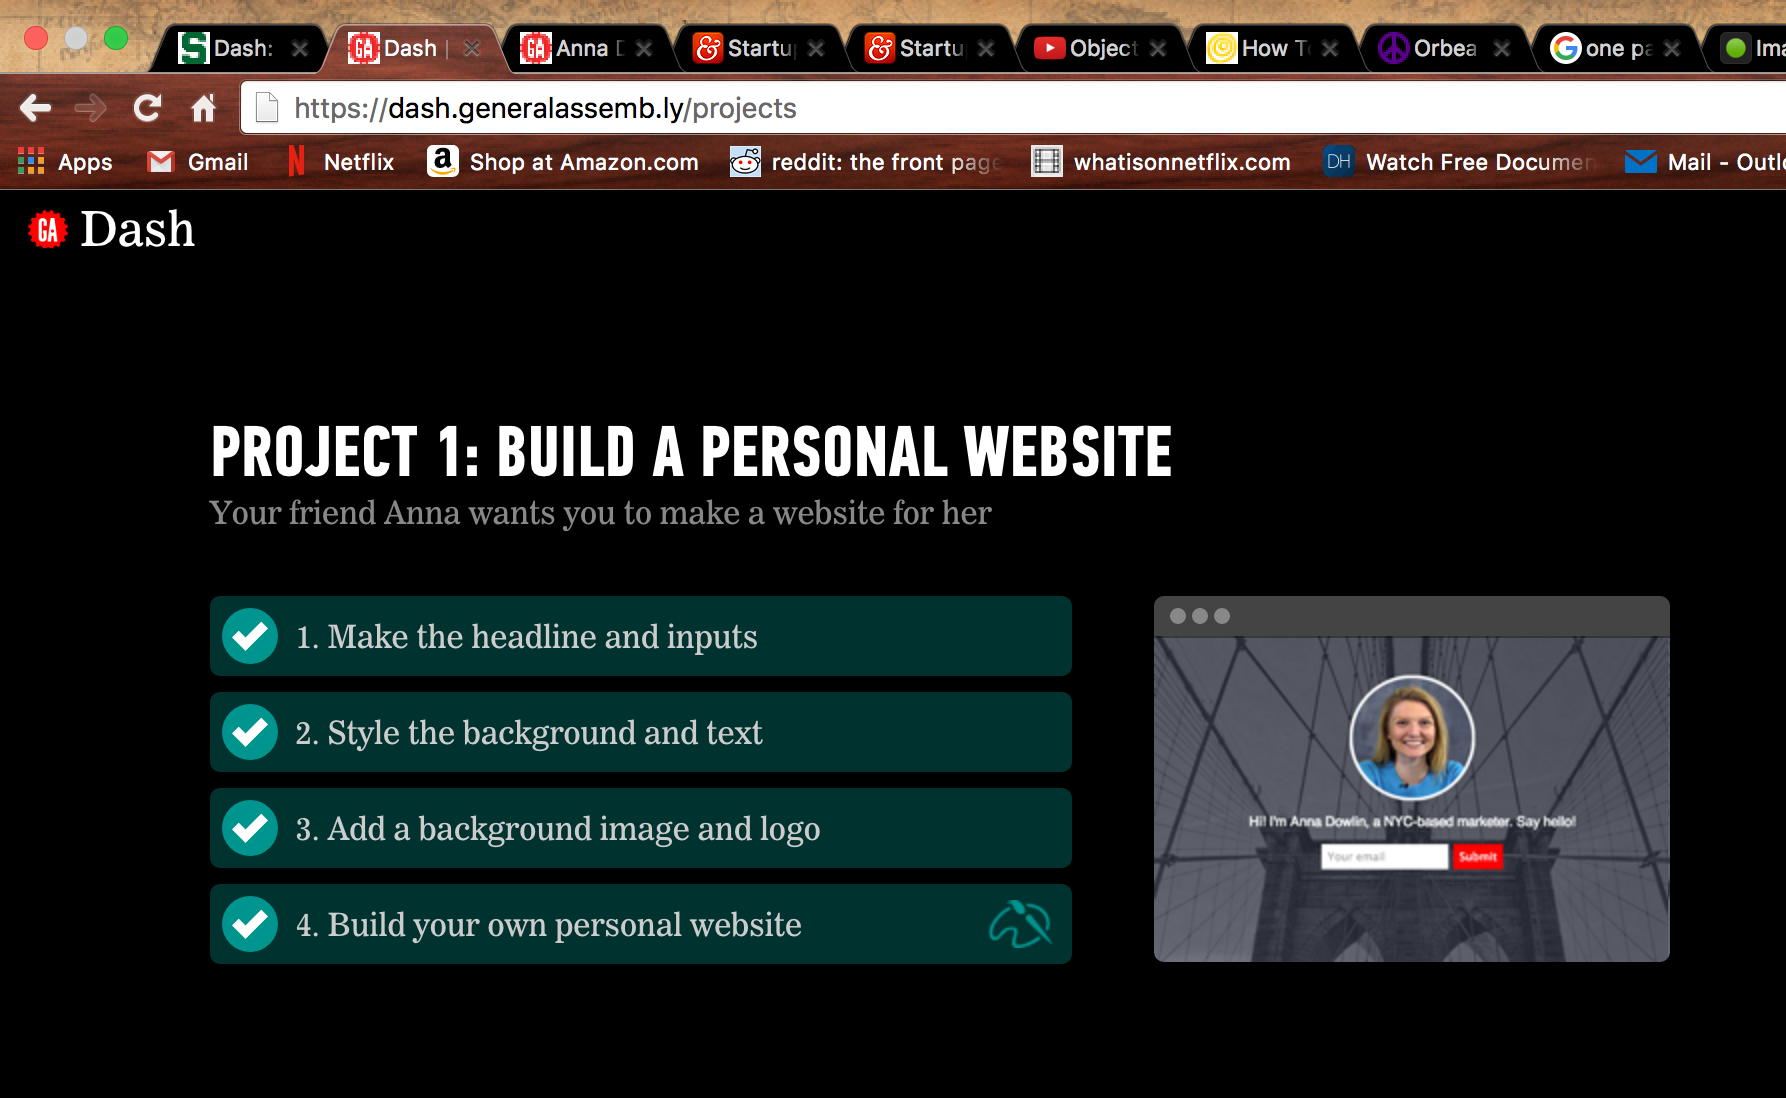 Dash:
GA Dash |
GA Anna D
& Startu
& Startu
Object
How T
Orbea
one pa
Ima
https://dash.generalassemb.ly/projects
Apps
Gmail
Netflix
Shop at Amazon.com
reddit: the front page
whatisonnetflix.com
DH Watch Free Documen
Mail - Outlo
GA Dash
PROJECT 1: BUILD A PERSONAL WEBSITE
Your friend Anna wants you to make a website for her
1. Make the headline and inputs
2. Style the background and text
3. Add a background image and logo
4. Build your own personal website
Hi! I'm Anna Dowlin, a NYC-based marketer. Say hello!
Your email
Submit